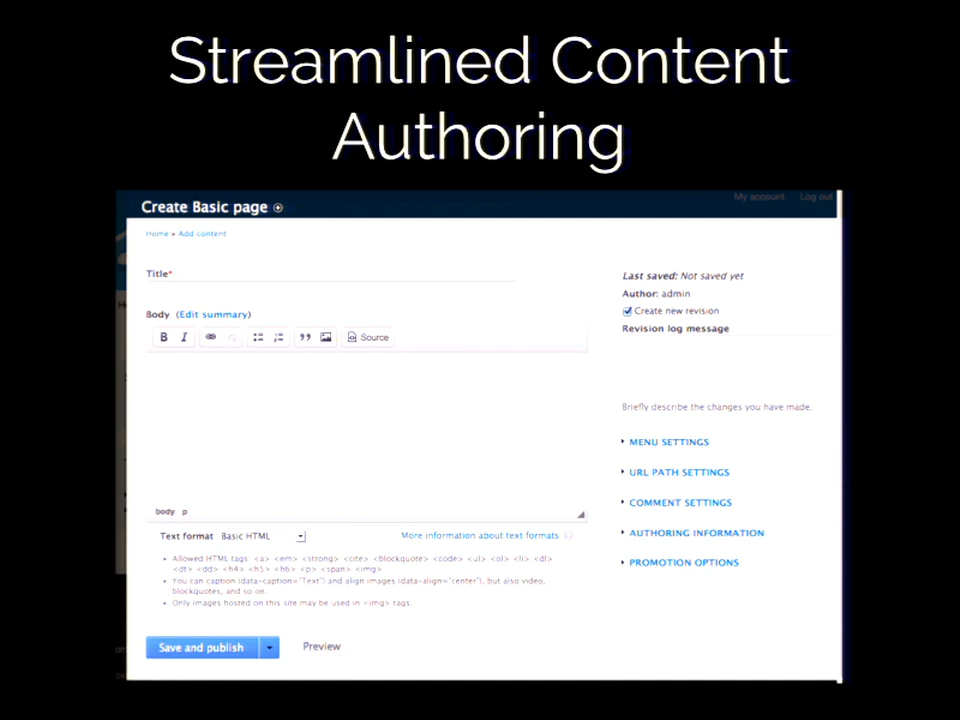 Streamlined Content
Authoring
My account Log out
Create Basic page
Home » Add content
Title*
Body (Edit summary)
B I Source
body p
Text format Basic HTML
More information about text formats
Allowed HTML tags: <a> <em> <strong> <cite> <blockquote> <code> <ul> <ol> <li> <dl>
<dt> <dd> <h4> <h5> <h6> <p> <span> <img>
You can caption (data-caption="Text") and align images (data-align="center"), but also video,
blockquotes, and so on.
Only images hosted on this site may be used in <img> tags.
Save and publish
Preview
Last saved: Not saved yet
Author: admin
Create new revision
Revision log message
Briefly describe the changes you have made.
MENU SETTINGS
URL PATH SETTINGS
COMMENT SETTINGS
AUTHORING INFORMATION
PROMOTION OPTIONS